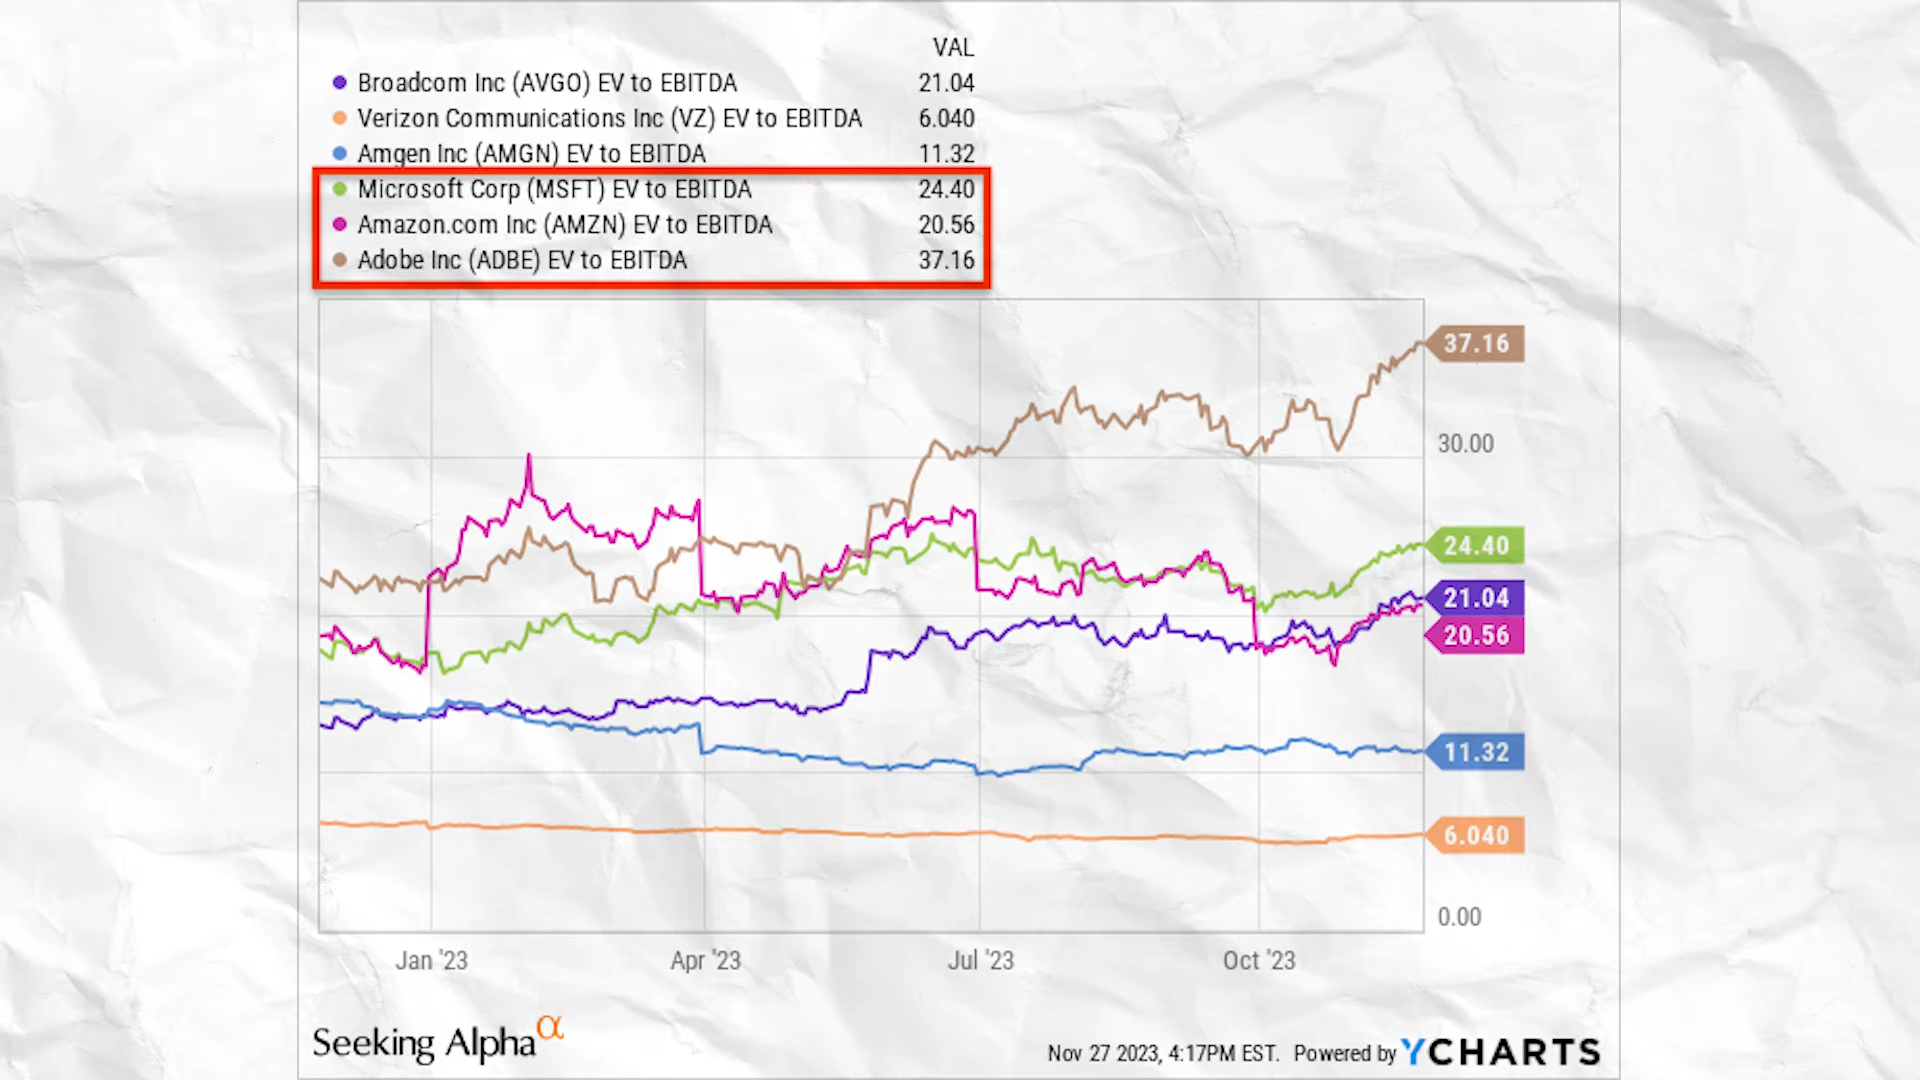 VAL
Broadcom Inc (AVGO) EV to EBITDA 21.04
Verizon Communications Inc (VZ) EV to EBITDA 6.040
Amgen Inc (AMGN) EV to EBITDA 11.32
Microsoft Corp (MSFT) EV to EBITDA 24.40
Amazon.com Inc (AMZN) EV to EBITDA 20.56
Adobe Inc (ADBE) EV to EBITDA 37.16
37.16
30.00
24.40
21.04
20.56
11.32
6.040
0.00
Jan '23 Apr '23 Jul '23 Oct '23
Seeking Alpha α
Nov 27 2023, 4:17PM EST. Powered by YCHARTS